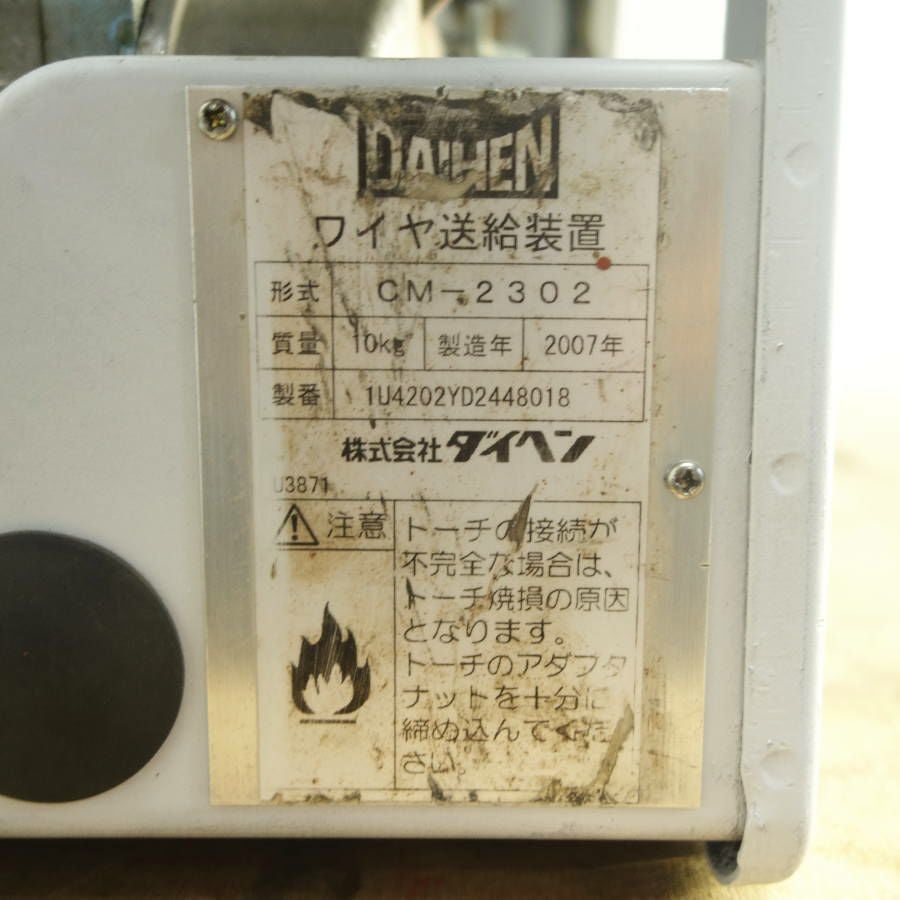 DAIHEN
ワイヤ送給装置
形式 CM-2302
質量 10kg 製造年 2007年
製番 1U4202YD2448018
株式会社ダイヘン
U3871
注意
トーチの接続が
不完全な場合は、
トーチ焼損の原因
となります。
トーチのアダプタ
ナットを十分に
締め込んでくだ
さい。